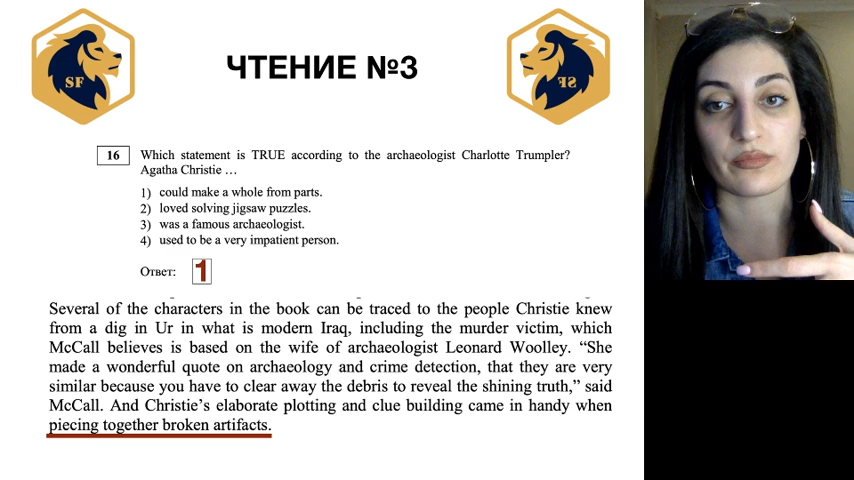 SF
SF
ЧТЕНИЕ №3
16 Which statement is TRUE according to the archaeologist Charlotte Trumpler?
Agatha Christie …
1) could make a whole from parts.
2) loved solving jigsaw puzzles.
3) was a famous archaeologist.
4) used to be a very impatient person.
Ответ: 1
Several of the characters in the book can be traced to the people Christie knew
from a dig in Ur in what is modern Iraq, including the murder victim, which
McCall believes is based on the wife of archaeologist Leonard Woolley. “She
made a wonderful quote on archaeology and crime detection, that they are very
similar because you have to clear away the debris to reveal the shining truth,” said
McCall. And Christie’s elaborate plotting and clue building came in handy when
piecing together broken artifacts.